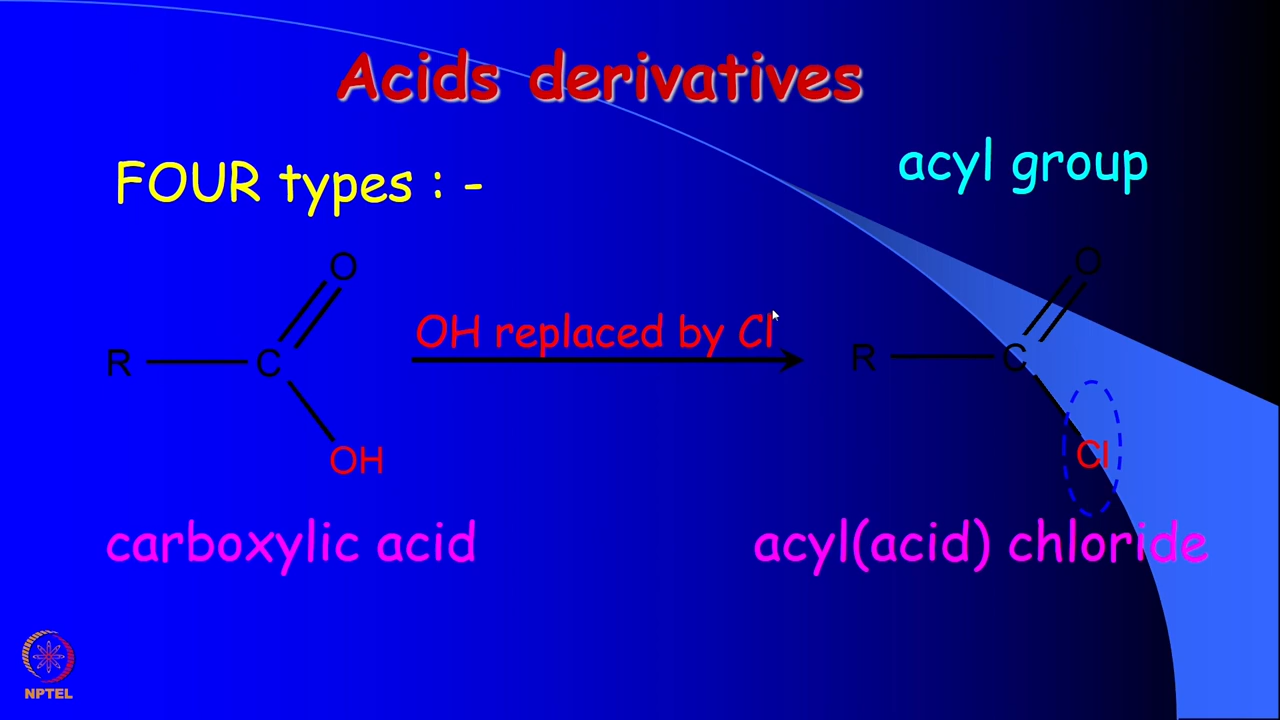 Acids derivatives
FOUR types : -
acyl group
O
R C
OH
carboxylic acid
OH replaced by Cl
O
R C
Cl
acyl(acid) chloride
NPTEL